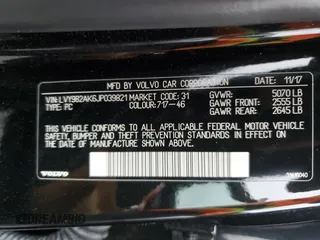 MFD BY VOLVO CAR CORPORATION DATE: 11/17
VIN: LVY982AK6JP039821 MARKET CODE: 31 GVWR: 5070 LB
TYPE: PC COLOUR: 717-46 GAWR FRONT: 2555 LB
GAWR REAR: 2645 LB
THIS VEHICLE CONFORMS TO ALL APPLICABLE U.S. FEDERAL MOTOR VEHICLE
SAFETY, BUMPER AND THEFT PREVENTION STANDARDS IN EFFECT ON THE DATE
OF MANUFACTURE SHOWN ABOVE.
VOLVO